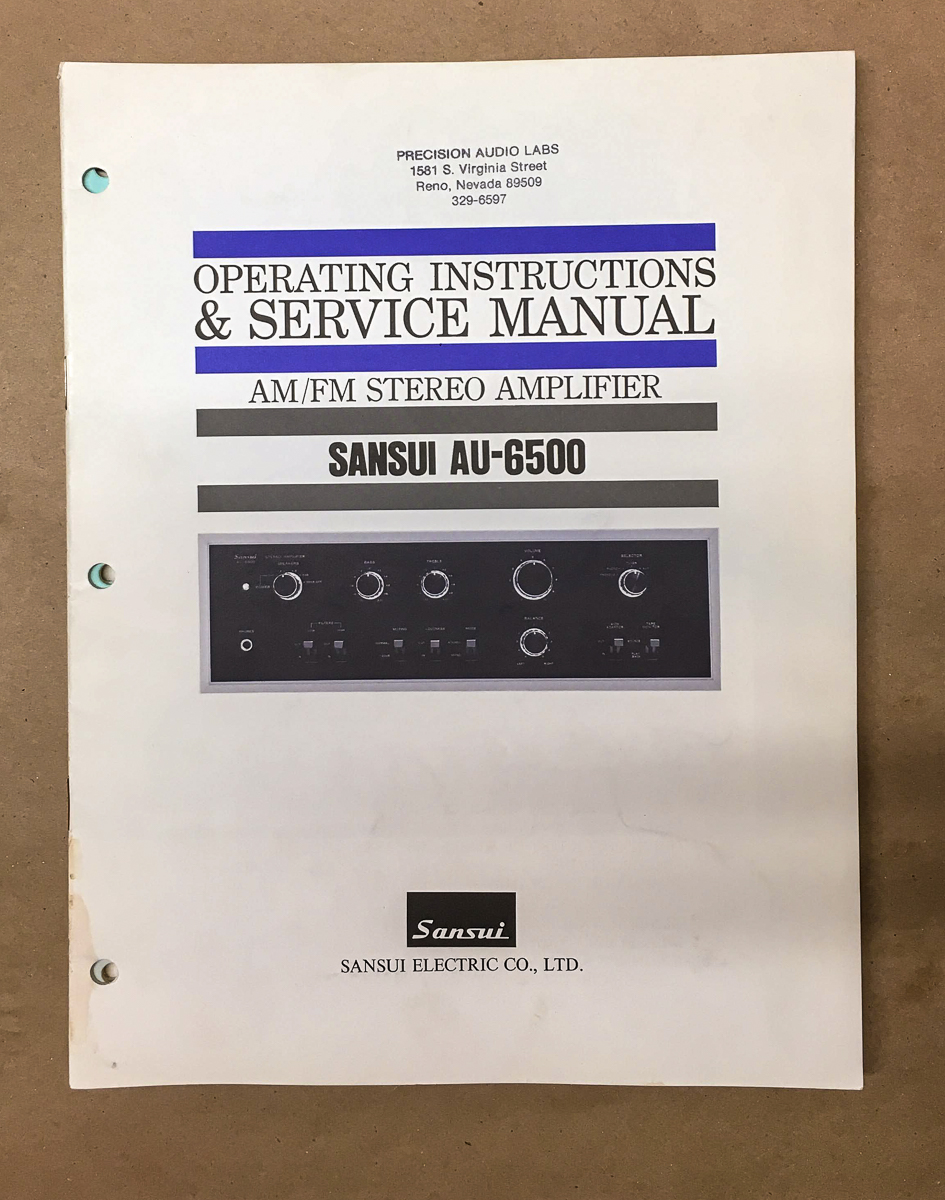 PRECISION AUDIO LABS
1581 S. Virginia Street
Reno, Nevada 89509
329-6597
OPERATING INSTRUCTIONS
& SERVICE MANUAL
AM/FM STEREO AMPLIFIER
SANSUI AU-6500
VOLUME
SELECTOR
BASS
TREBLE
BALANCE
Sansui
SANSUI ELECTRIC CO., LTD.